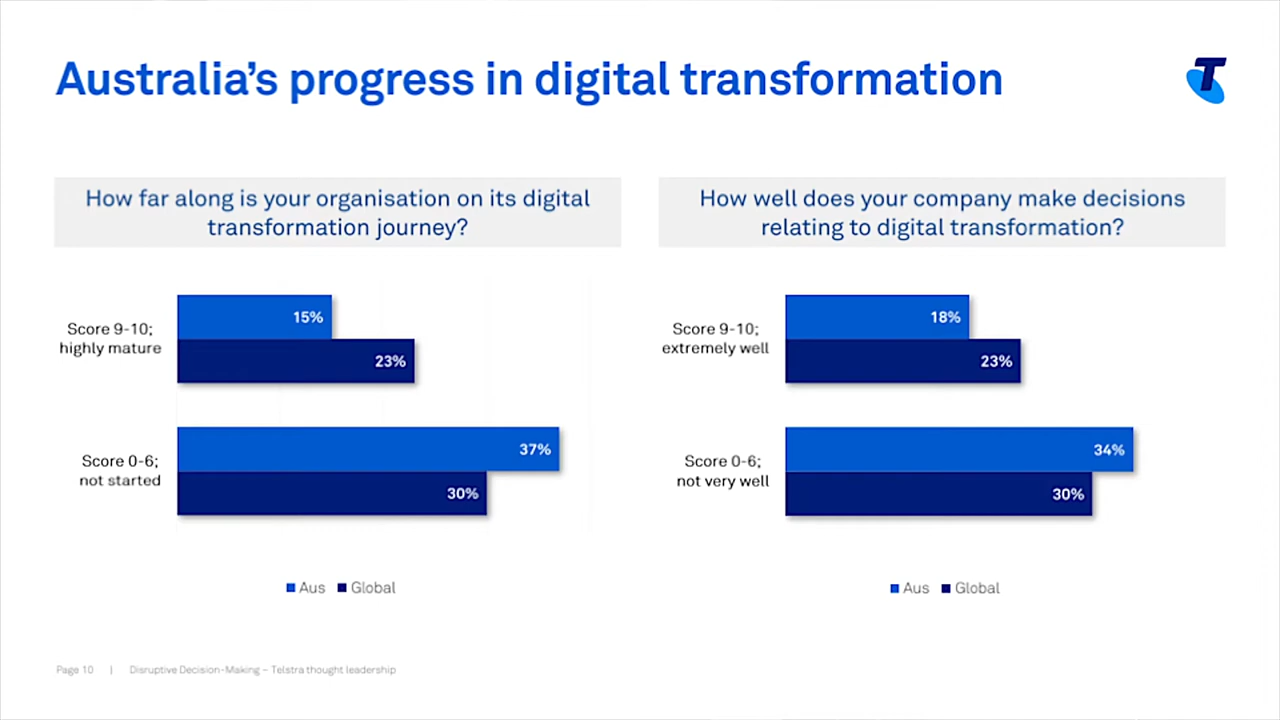 Australia's progress in digital transformation
How far along is your organisation on its digital
transformation journey?
Score 9-10;
highly mature
15%
23%
Score 0-6;
not started
37%
30%
Aus Global
How well does your company make decisions
relating to digital transformation?
Score 9-10;
extremely well
18%
23%
Score 0-6;
not very well
34%
30%
Aus Global
Page 10 | Disruptive Decision-Making – Telstra thought leadership